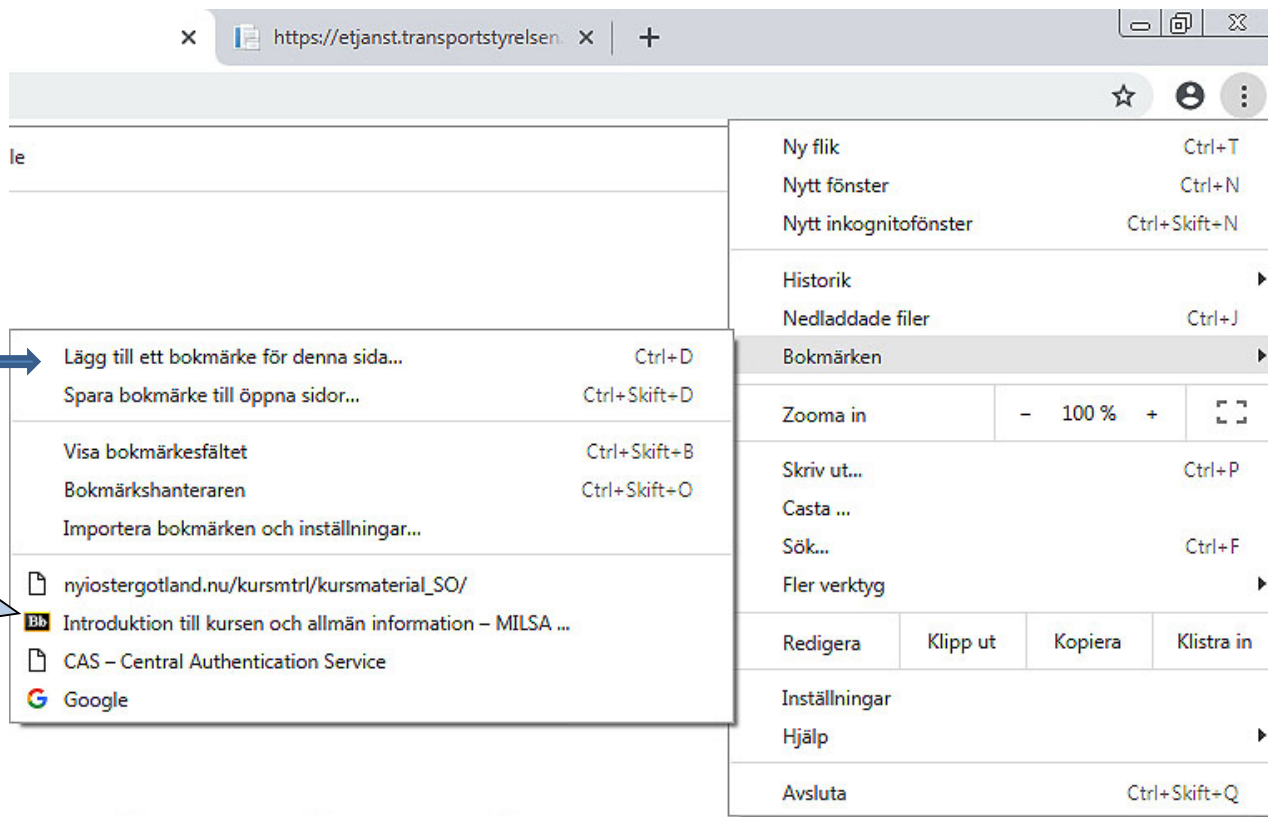 https://etjanst.transportstyrelsen.
le
Ny flik Ctrl+T
Nytt fönster Ctrl+N
Nytt inkognitofönster Ctrl+Skift+N
Historik
Nedladdade filer Ctrl+J
Bokmärken
Zooma in - 100 % +
Skriv ut... Ctrl+P
Casta ...
Sök... Ctrl+F
Fler verktyg
Redigera Klipp ut Kopiera Klistra in
Inställningar
Hjälp
Avsluta Ctrl+Skift+Q
Lägg till ett bokmärke för denna sida... Ctrl+D
Spara bokmärke till öppna sidor... Ctrl+Skift+D
Visa bokmärkesfältet Ctrl+Skift+B
Bokmärkshanteraren Ctrl+Skift+O
Importera bokmärken och inställningar...
nyiostergotland.nu/kursmtrl/kursmaterial_SO/
Bb Introduktion till kursen och allmän information – MILSA ...
CAS – Central Authentication Service
G Google